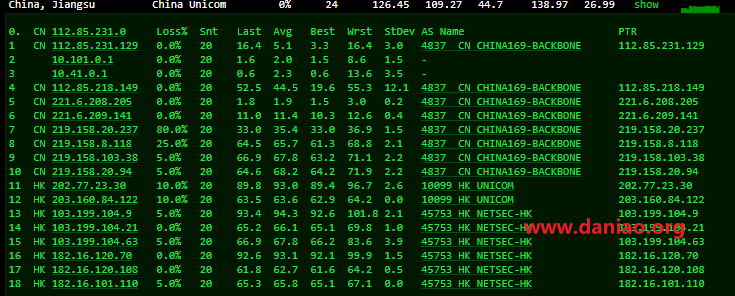 China, Jiangsu China Unicom 0% 24 126.45 109.27 44.7 138.97 26.99 show
0. CN 112.85.231.0 Loss% Snt Last Avg Best Wrst StDev AS Name PTR
1 CN 112.85.231.129 0.0% 20 16.4 5.1 3.3 16.4 3.0 4837 CN CHINA169-BACKBONE 112.85.231.129
2 10.101.0.1 0.0% 20 1.6 2.0 1.5 8.6 1.5 -
3 10.41.0.1 0.0% 20 0.6 2.3 0.6 13.6 3.5 -
4 CN 112.85.218.149 0.0% 20 52.5 44.5 19.6 55.3 12.1 4837 CN CHINA169-BACKBONE 112.85.218.149
5 CN 221.6.208.205 0.0% 20 1.8 1.9 1.5 3.0 0.2 4837 CN CHINA169-BACKBONE 221.6.208.205
6 CN 221.6.209.141 0.0% 20 11.0 11.4 10.3 12.6 0.4 4837 CN CHINA169-BACKBONE 221.6.209.141
7 CN 219.158.20.237 80.0% 20 33.0 35.4 33.0 36.9 1.5 4837 CN CHINA169-BACKBONE 219.158.20.237
8 CN 219.158.8.118 25.0% 20 64.5 65.7 61.3 68.8 2.1 4837 CN CHINA169-BACKBONE 219.158.8.118
9 CN 219.158.103.38 5.0% 20 66.9 67.8 63.2 71.1 2.2 4837 CN CHINA169-BACKBONE 219.158.103.38
10 CN 219.158.20.94 5.0% 20 64.6 68.2 64.2 71.9 2.2 4837 CN CHINA169-BACKBONE 219.158.20.94
11 HK 202.77.23.30 10.0% 20 89.8 93.0 89.4 96.7 2.6 10099 HK UNICOM 202.77.23.30
12 HK 203.160.84.122 10.0% 20 63.5 63.6 62.9 64.2 0.0 10099 HK UNICOM 203.160.84.122
13 HK 103.199.104.9 5.0% 20 93.4 94.3 92.6 101.8 2.1 45753 HK NETSEC-HK 103.199.104.9
14 HK 103.199.104.21 0.0% 20 65.2 66.1 65.1 69.8 1.0 45753 HK NETSEC-HK 103.199.104.21
www.daniao.org
15 HK 103.199.104.63 5.0% 20 66.9 67.8 66.2 83.6 3.9 45753 HK NETSEC-HK 103.199.104.63
16 HK 182.16.120.70 0.0% 20 92.6 93.1 92.1 99.9 1.5 45753 HK NETSEC-HK 182.16.120.70
17 HK 182.16.120.108 0.0% 20 61.8 62.7 61.6 64.2 0.5 45753 HK NETSEC-HK 182.16.120.108
18 HK 182.16.101.110 5.0% 20 65.8 65.8 65.1 67.1 0.0 45753 HK NETSEC-HK 182.16.101.110